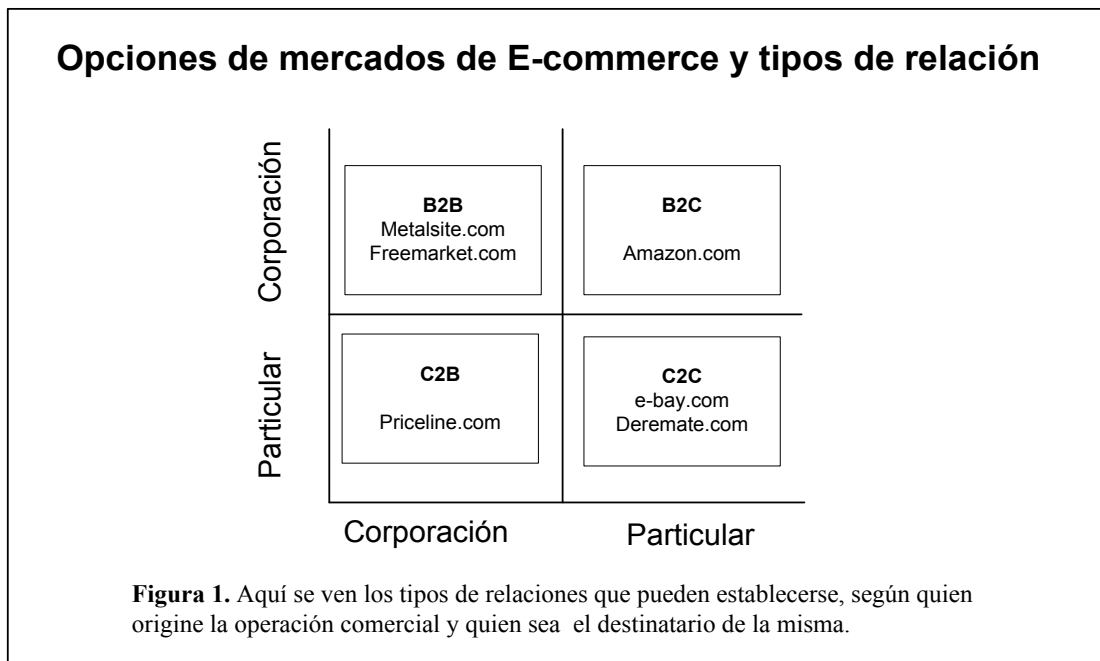 Opciones de mercados de E-commerce y tipos de relación
Corporación
B2B
Metalsite.com
Freemarket.com
B2C
Amazon.com
Particular
C2B
Priceline.com
C2C
e-bay.com
Deremate.com
Corporación
Particular
Figura 1. Aquí se ven los tipos de relaciones que pueden establecerse, según quien
origine la operación comercial y quien sea el destinatario de la misma.